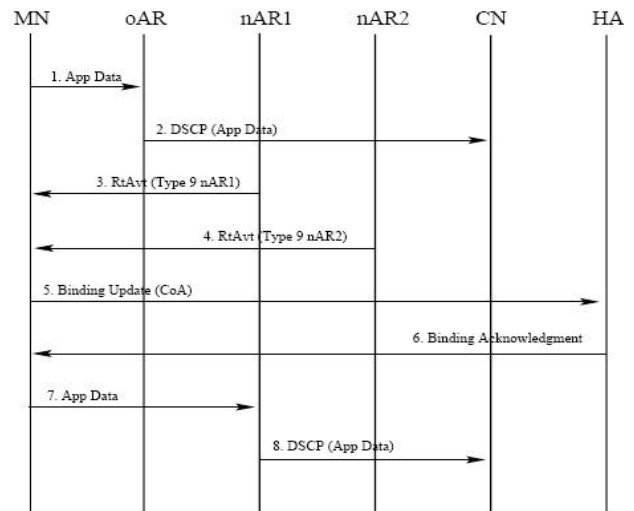 MN oAR nAR1 nAR2 CN HA
1. App Data
2. DSCP (App Data)
3. RtAvt (Type 9 nAR1)
4. RtAvt (Type 9 nAR2)
5. Binding Update (CoA)
6. Binding Acknowledgment
7. App Data
8. DSCP (App Data)